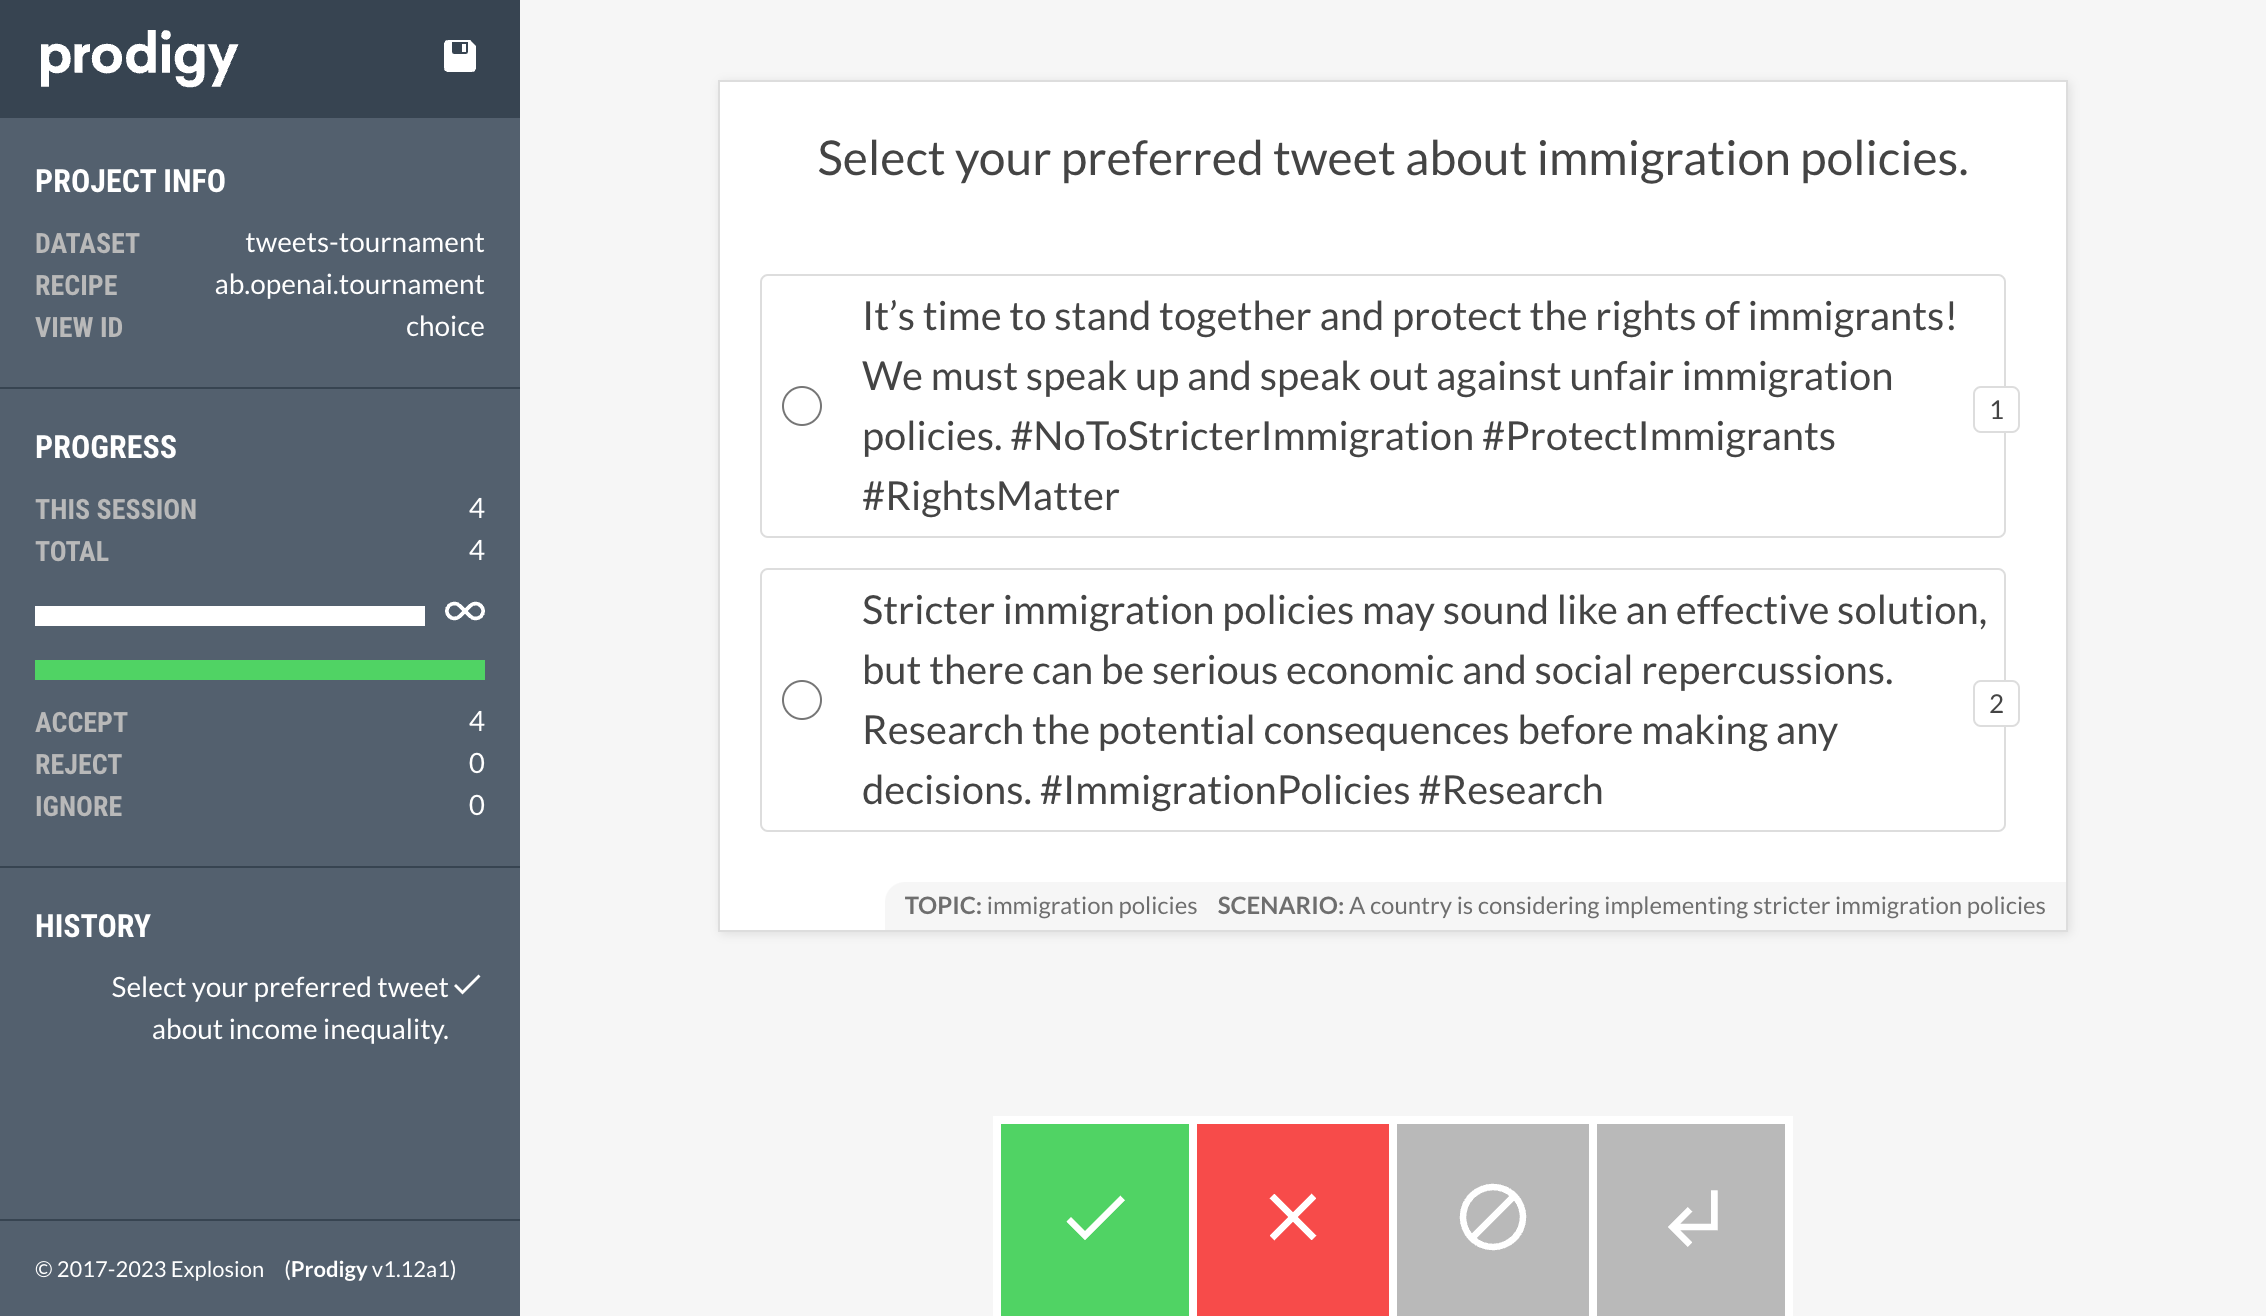 prodigy
PROJECT INFO
DATASET tweets-tournament
RECIPE ab.openai.tournament
VIEW ID choice
PROGRESS
THIS SESSION 4
TOTAL 4
∞
ACCEPT 4
REJECT 0
IGNORE 0
HISTORY
Select your preferred tweet
about income inequality.
© 2017-2023 Explosion (Prodigy v1.12a1)
Select your preferred tweet about immigration policies.
It’s time to stand together and protect the rights of immigrants!
We must speak up and speak out against unfair immigration
policies. #NoToStricterImmigration #ProtectImmigrants
#RightsMatter
1
Stricter immigration policies may sound like an effective solution,
but there can be serious economic and social repercussions.
Research the potential consequences before making any
decisions. #ImmigrationPolicies #Research
2
TOPIC: immigration policies SCENARIO: A country is considering implementing stricter immigration policies